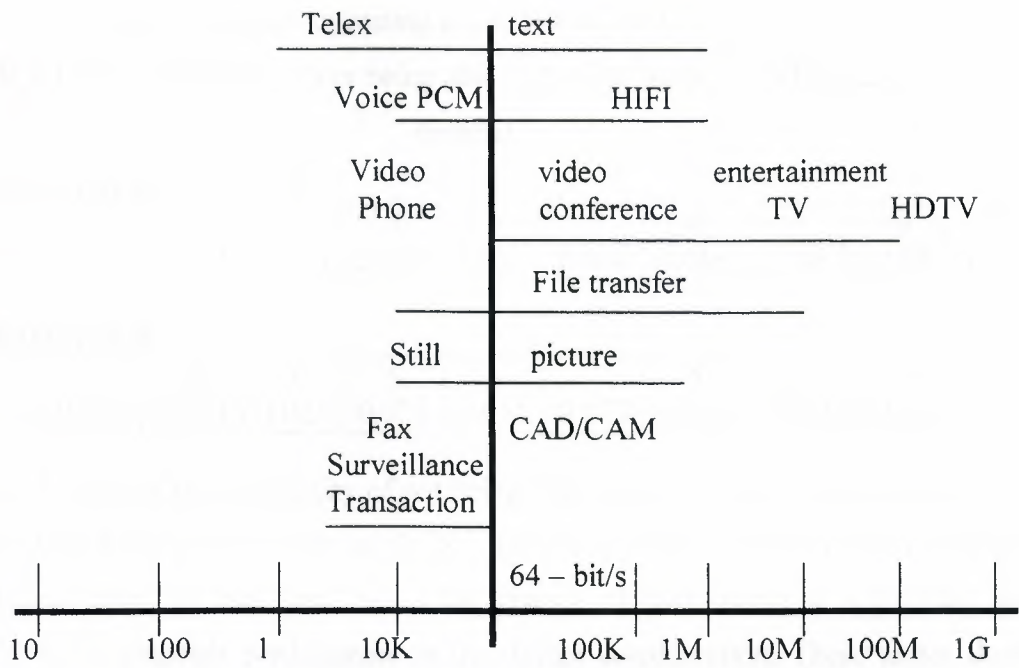 Telex text
Voice PCM HIFI
Video video entertainment
Phone conference TV HDTV
File transfer
Still picture
Fax CAD/CAM
Surveillance
Transaction
64 – bit/s
10 100 1 10K 100K 1M 10M 100M 1G